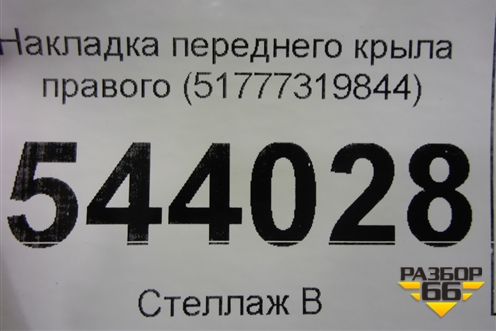 Накладка переднего крыла
правого (51777319844)
544028
Стеллаж В
РАЗБОР
66